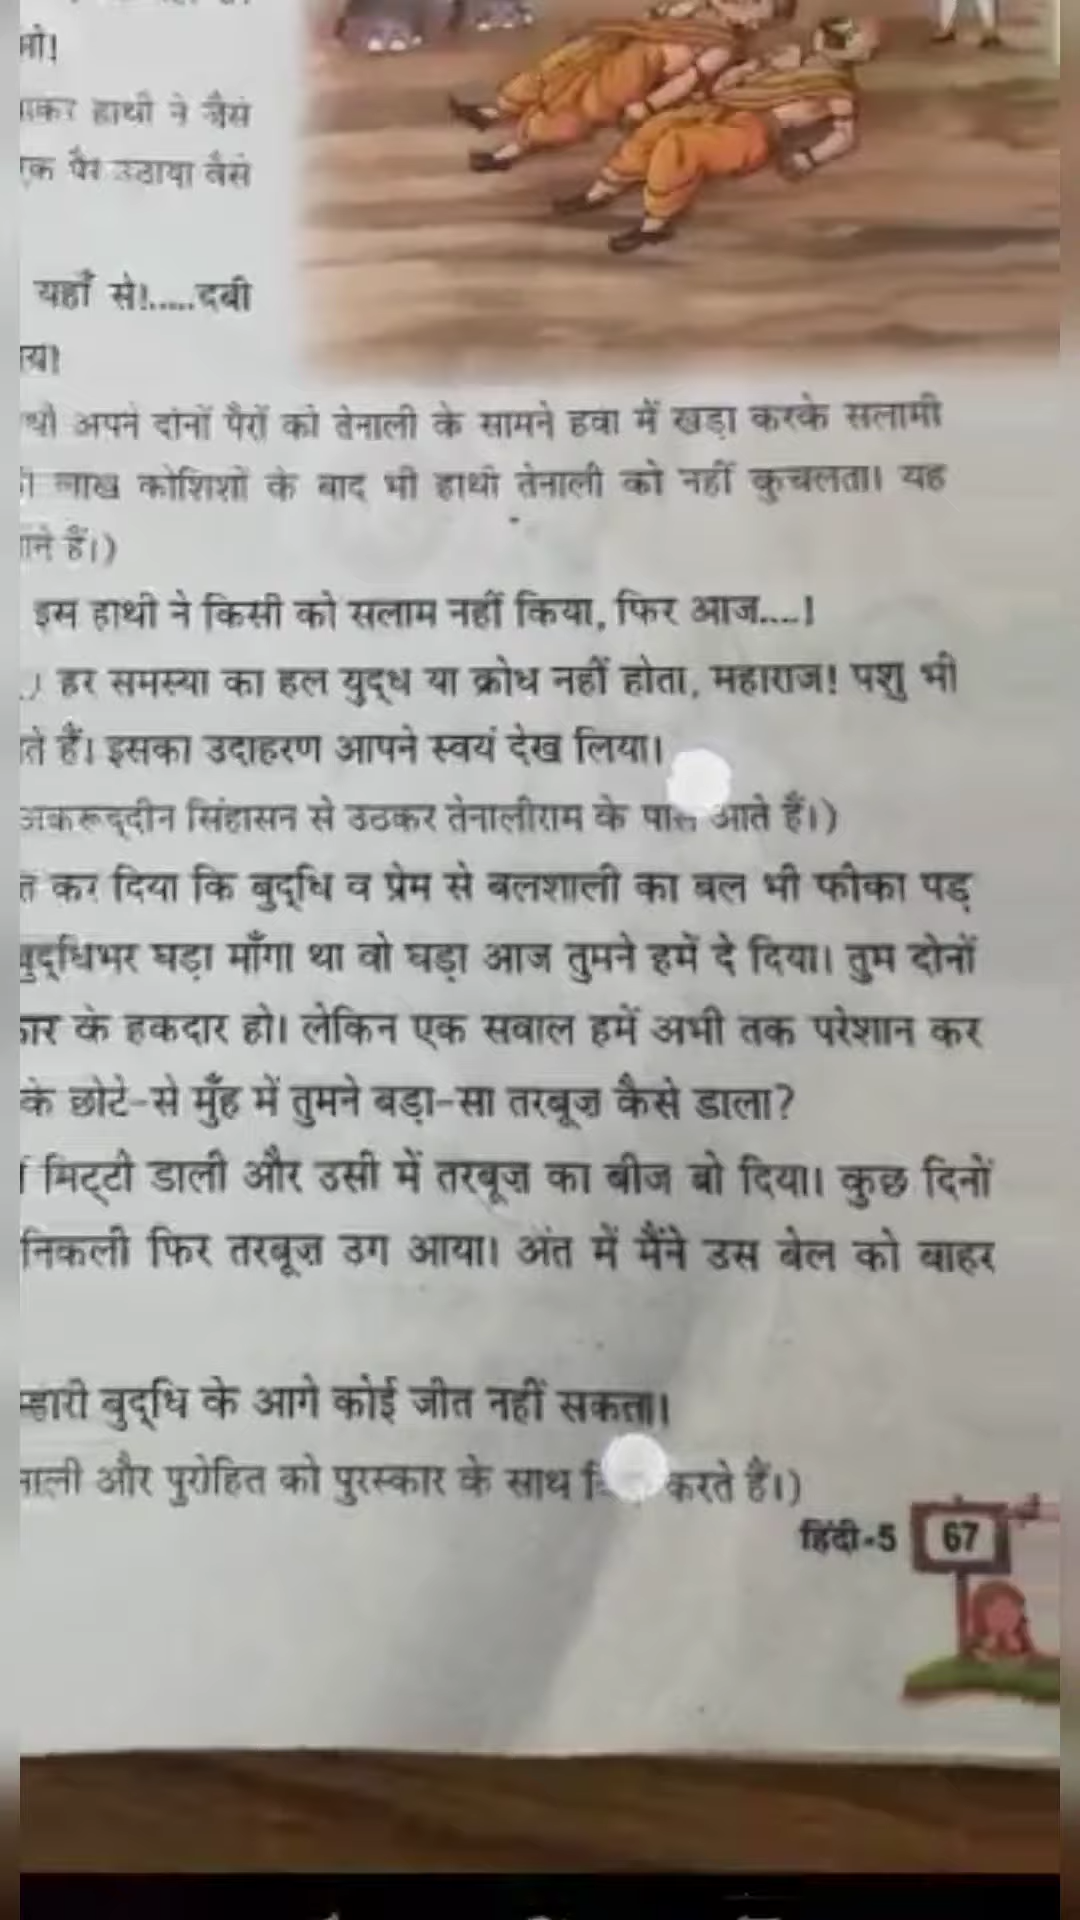 हाथी ने जैसे
पैर उठाया वैसे
यहाँ से!.....दबी
अपने दोनों पैरों को तेनाली के सामने हवा में खड़ा करके सलामी
लाख कोशिशों के बाद भी हाथी तेनाली को नहीं कुचलता। यह
हैं।)
इस हाथी ने किसी को सलाम नहीं किया, फिर आज....!
हर समस्या का हल युद्ध या क्रोध नहीं होता, महाराज! पशु भी
हैं। इसका उदाहरण आपने स्वयं देख लिया।
सिंहासन से उठकर तेनालीराम के आते हैं।)
कर दिया कि बुद्धि व प्रेम से बलशाली का बल भी फीका पड़
घड़ा माँगा था वो घड़ा आज तुमने हमें दे दिया। तुम दोनों
के हकदार हो। लेकिन एक सवाल हमें अभी तक परेशान कर
के छोटे-से मुँह में तुमने बड़ा-सा तरबूज़ कैसे डाला?
मिट्टी डाली और उसी में तरबूज़ का बीज बो दिया। कुछ दिनों
निकली फिर तरबूज़ उग आया। अंत में मैंने उस बेल को बाहर
बुद्धि के आगे कोई जीत नहीं सकता।
और पुरोहित को पुरस्कार के साथ करते हैं।)
हिंदी-5 67